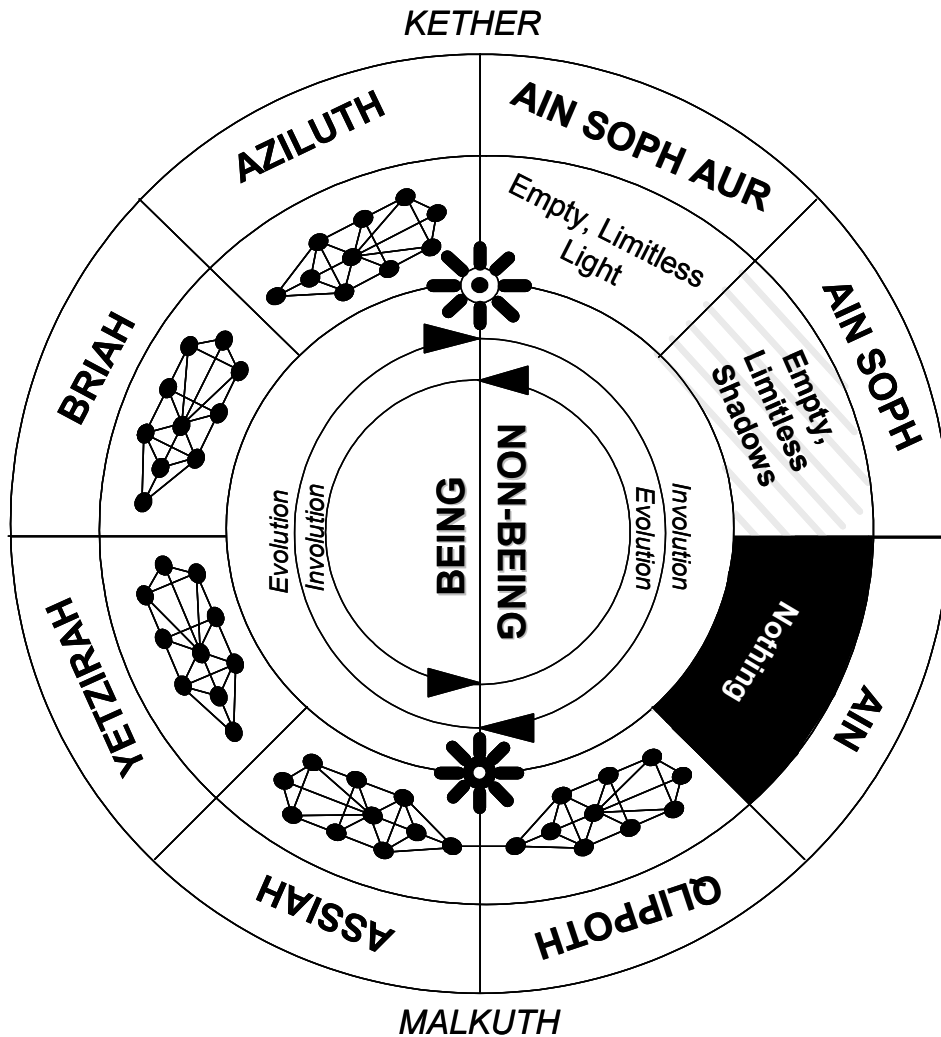 KETHER
AZILUTH
AIN SOPH AUR
Empty, Limitless
Light
BRIAH
AIN SOPH
Empty,
Limitless
Shadows
Evolution
Involution
BEING
NON-BEING
Evolution
Involution
YETZIRAH
Nothing
AIN
ASSIAH
QLIPPOTH
MALKUTH